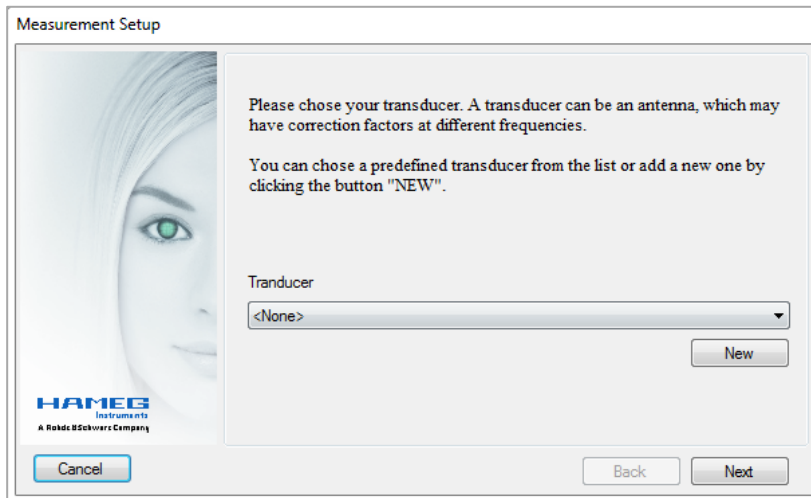 Measurement Setup
Please chose your transducer. A transducer can be an antenna, which may
have correction factors at different frequencies.
You can chose a predefined transducer from the list or add a new one by
clicking the button "NEW".
Tranducer
<None>
New
HAMEG
Instruments
A Rohde & Schwarz Company
Cancel
Back
Next